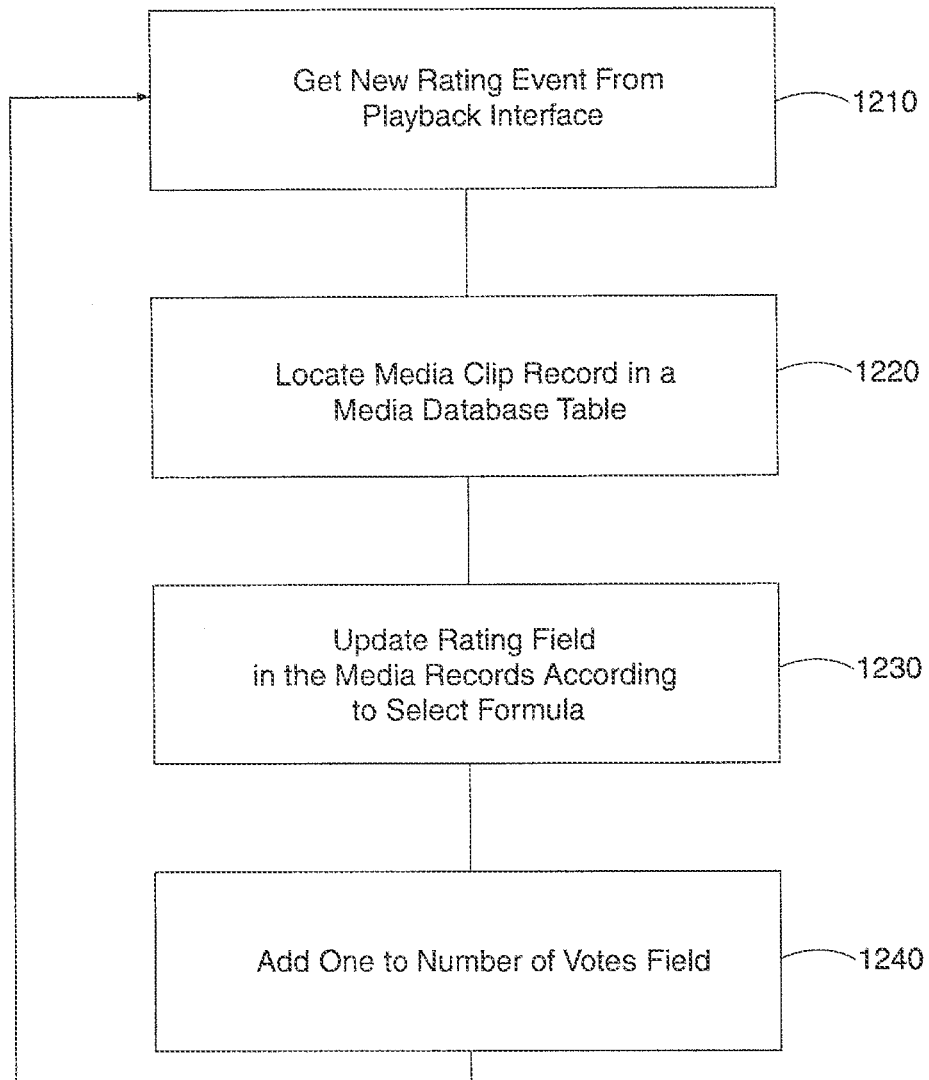 Get New Rating Event From
Playback Interface
1210
Locate Media Clip Record in a
Media Database Table
1220
Update Rating Field
in the Media Records According
to Select Formula
1230
Add One to Number of Votes Field
1240